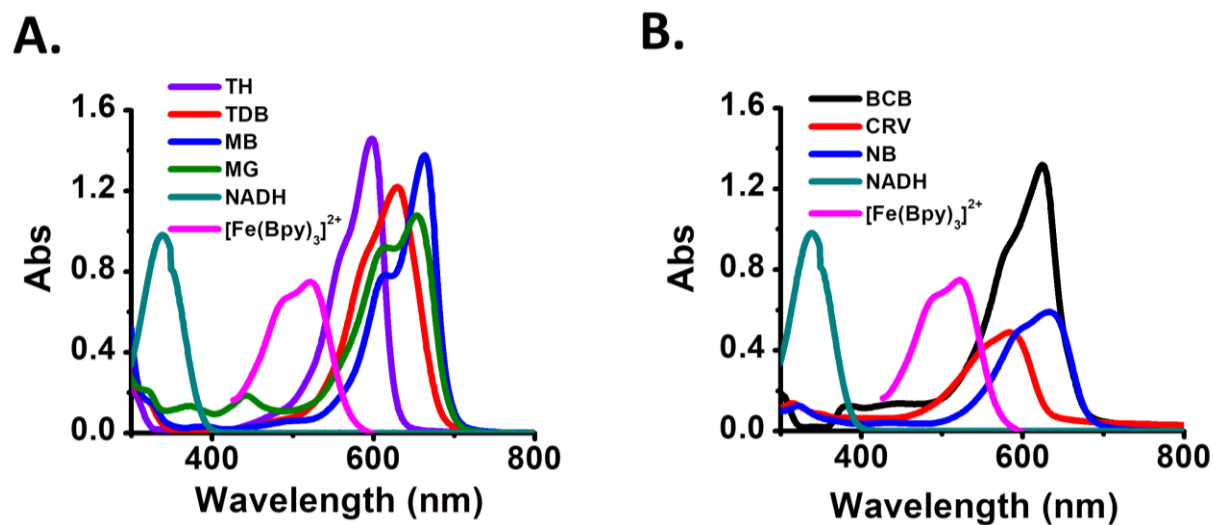 A.
TH
TDB
MB
MG
NADH
[Fe(Bpy)₃]²⁺
1.6
1.2
0.8
0.4
0.0
Abs
400 600 800
Wavelength (nm)
B.
BCB
CRV
NB
NADH
[Fe(Bpy)₃]²⁺
1.6
1.2
0.8
0.4
0.0
Abs
400 600 800
Wavelength (nm)